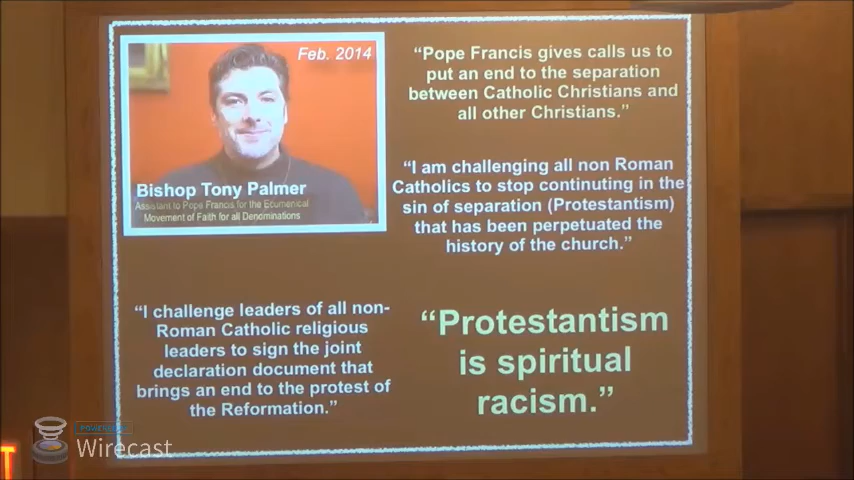 Feb. 2014
Bishop Tony Palmer
Assistant to Pope Francis for the Ecumenical
Movement of Faith for all Denominations
“Pope Francis gives calls us to
put an end to the separation
between Catholic Christians and
all other Christians.”
“I am challenging all non Roman
Catholics to stop continuing in the
sin of separation (Protestantism)
that has been perpetuated the
history of the church.”
“I challenge leaders of all non-
Roman Catholic religious
leaders to sign the joint
declaration document that
brings an end to the protest of
the Reformation.”
“Protestantism
is spiritual
racism.”
Wirecast